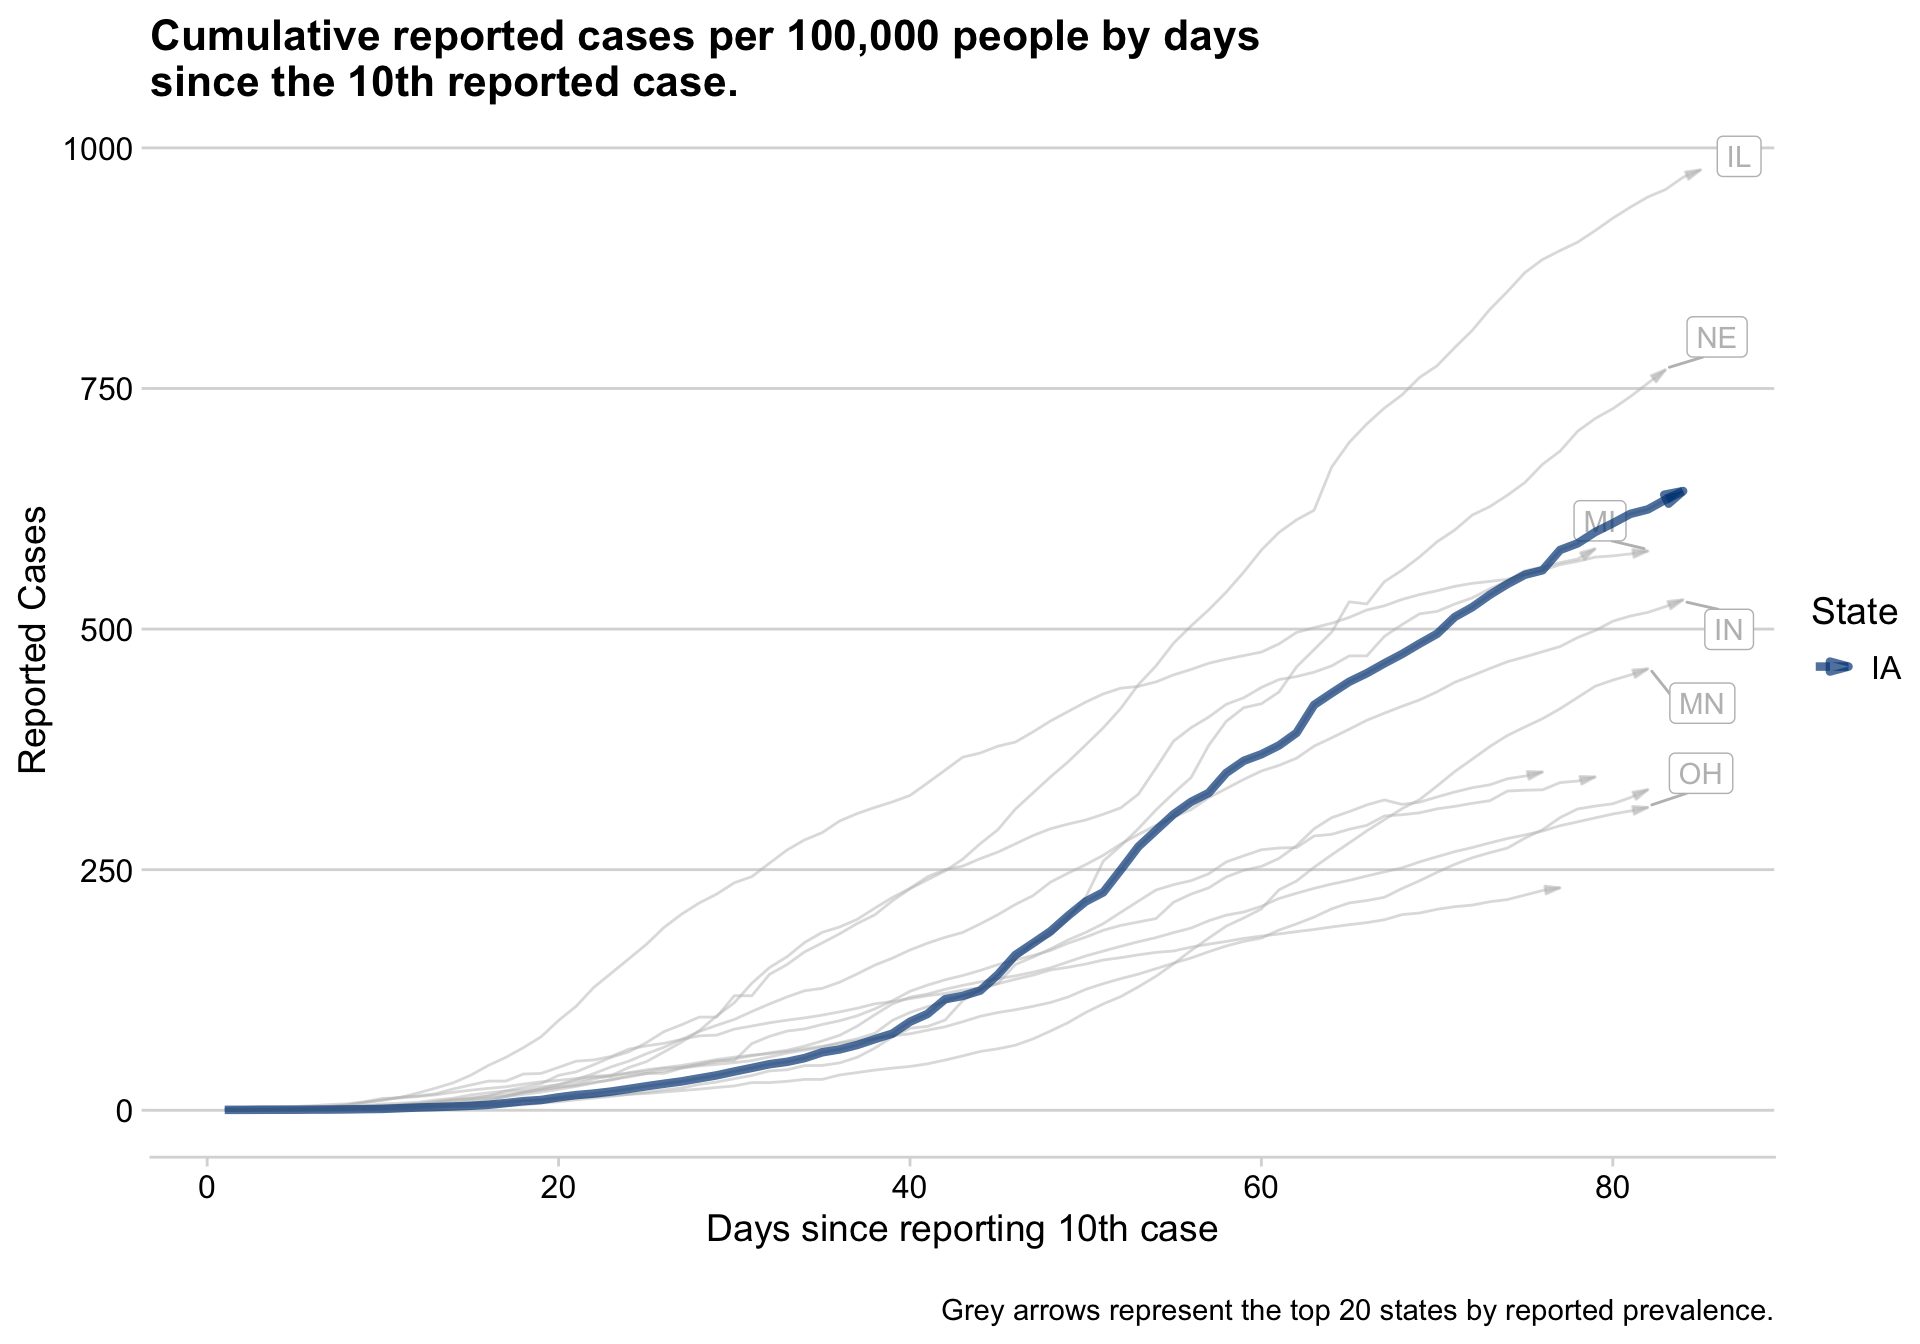 Cumulative reported cases per 100,000 people by days
since the 10th reported case.
1000
750
500
250
0
Reported Cases
IL
NE
MI
IN
MN
OH
State
IA
0 20 40 60 80
Days since reporting 10th case
Grey arrows represent the top 20 states by reported prevalence.